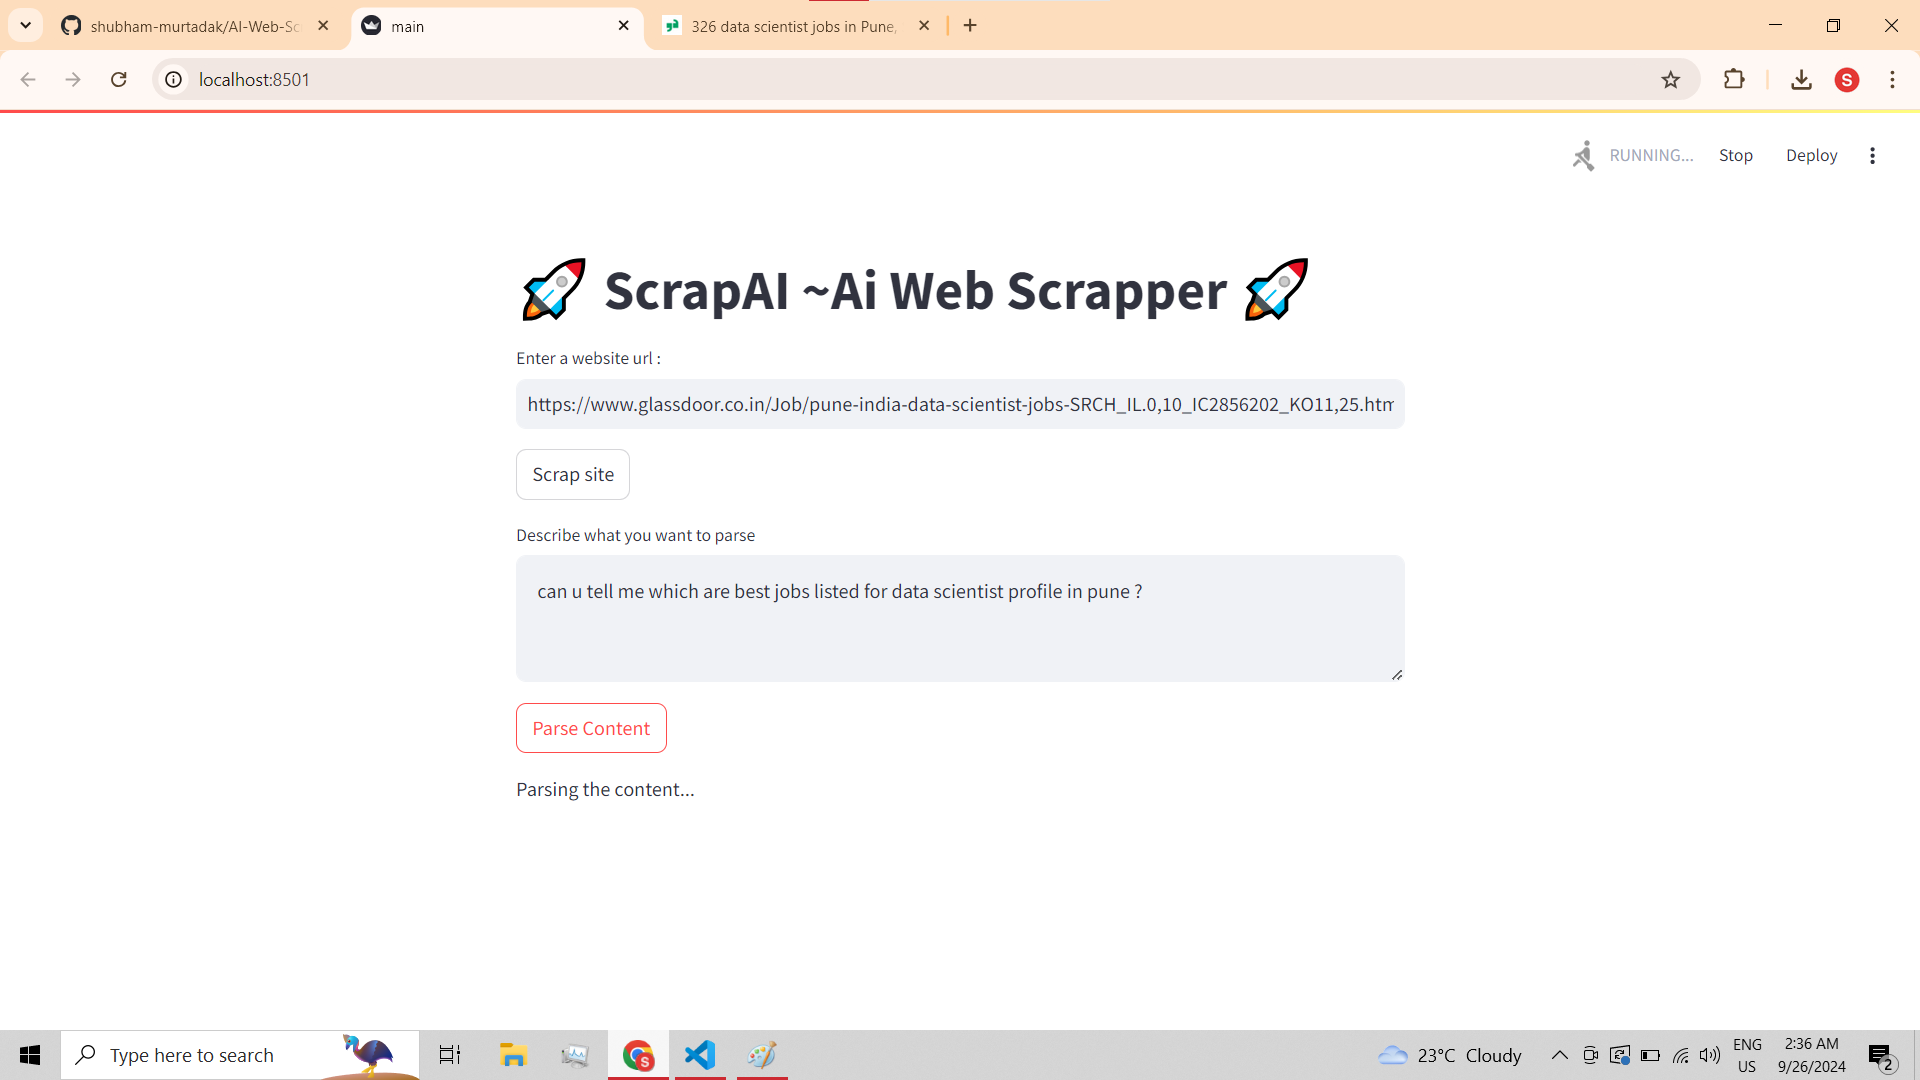 shubham-murtadak/AI-Web-Sc
main
326 data scientist jobs in Pune,
localhost:8501
S
RUNNING...
Stop
Deploy
ScrapAI ~Ai Web Scrapper
Enter a website url :
https://www.glassdoor.co.in/Job/pune-india-data-scientist-jobs-SRCH_IL.0,10_IC2856202_KO11,25.htm
Scrap site
Describe what you want to parse
can u tell me which are best jobs listed for data scientist profile in pune ?
Parse Content
Parsing the content...
Type here to search
S
23°C Cloudy
ENG
US
2:36 AM
9/26/2024
2